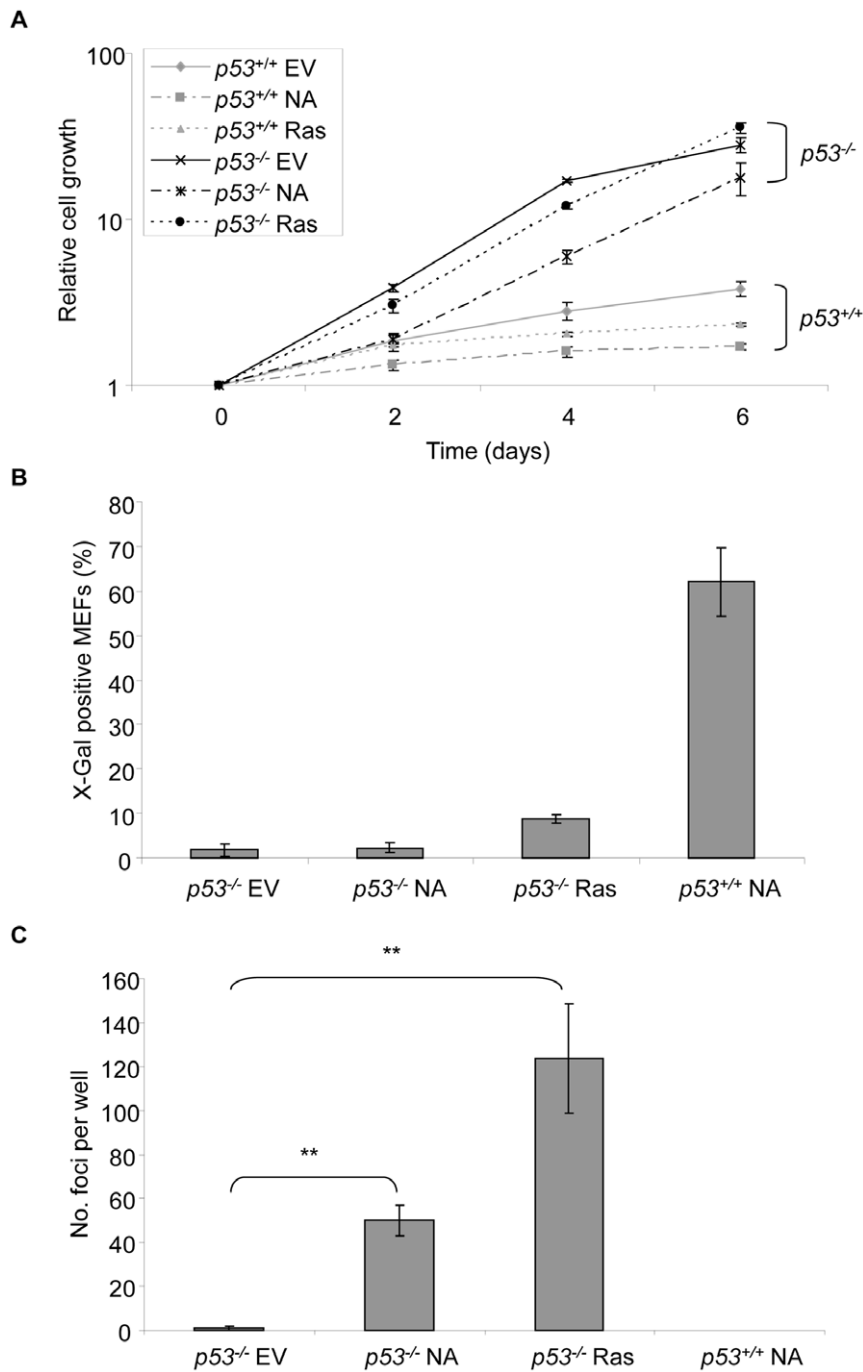 A
100
10
1
Relative cell growth
p53+/+ EV
p53+/+ NA
p53+/+ Ras
p53-/- EV
p53-/- NA
p53-/- Ras
p53-/-
p53+/+
0 2 4 6
Time (days)
B
80
70
60
50
40
30
20
10
0
X-Gal positive MEFs (%)
p53-/- EV p53-/- NA p53-/- Ras p53+/+ NA
C
**
**
160
140
120
100
80
60
40
20
0
No. foci per well
p53-/- EV p53-/- NA p53-/- Ras p53+/+ NA